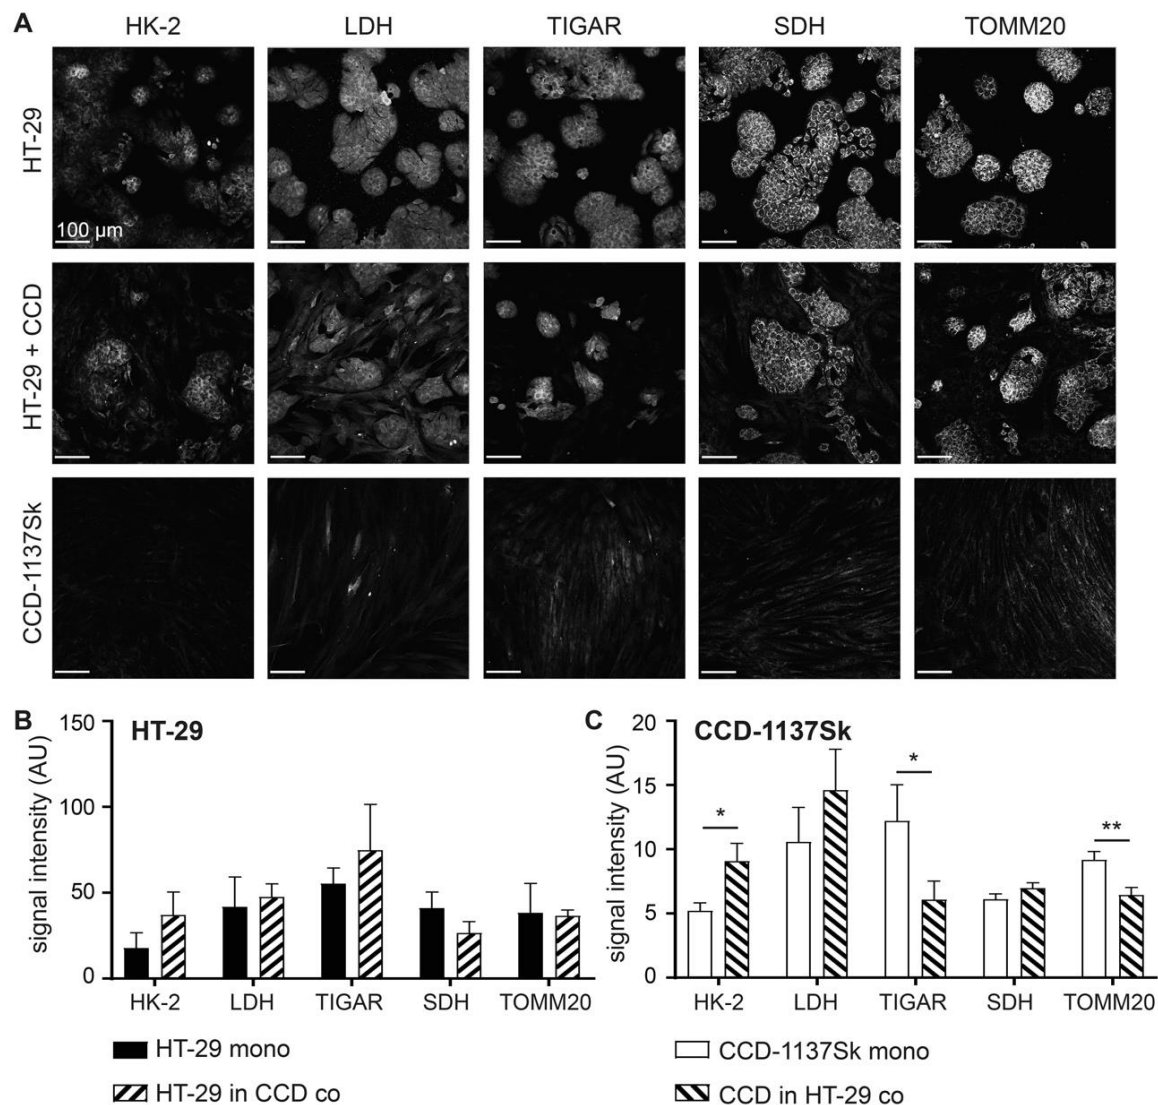 A
HK-2 LDH TIGAR SDH TOMM20
HT-29
100 µm
HT-29 + CCD
CCD-1137Sk
B
HT-29
signal intensity (AU)
150
100
50
0
HK-2 LDH TIGAR SDH TOMM20
HT-29 mono
HT-29 in CCD co
C
CCD-1137Sk
signal intensity (AU)
20
15
10
5
0
*
*
**
HK-2 LDH TIGAR SDH TOMM20
CCD-1137Sk mono
CCD in HT-29 co